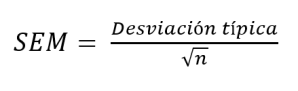 SEM = Desviación típica / √n